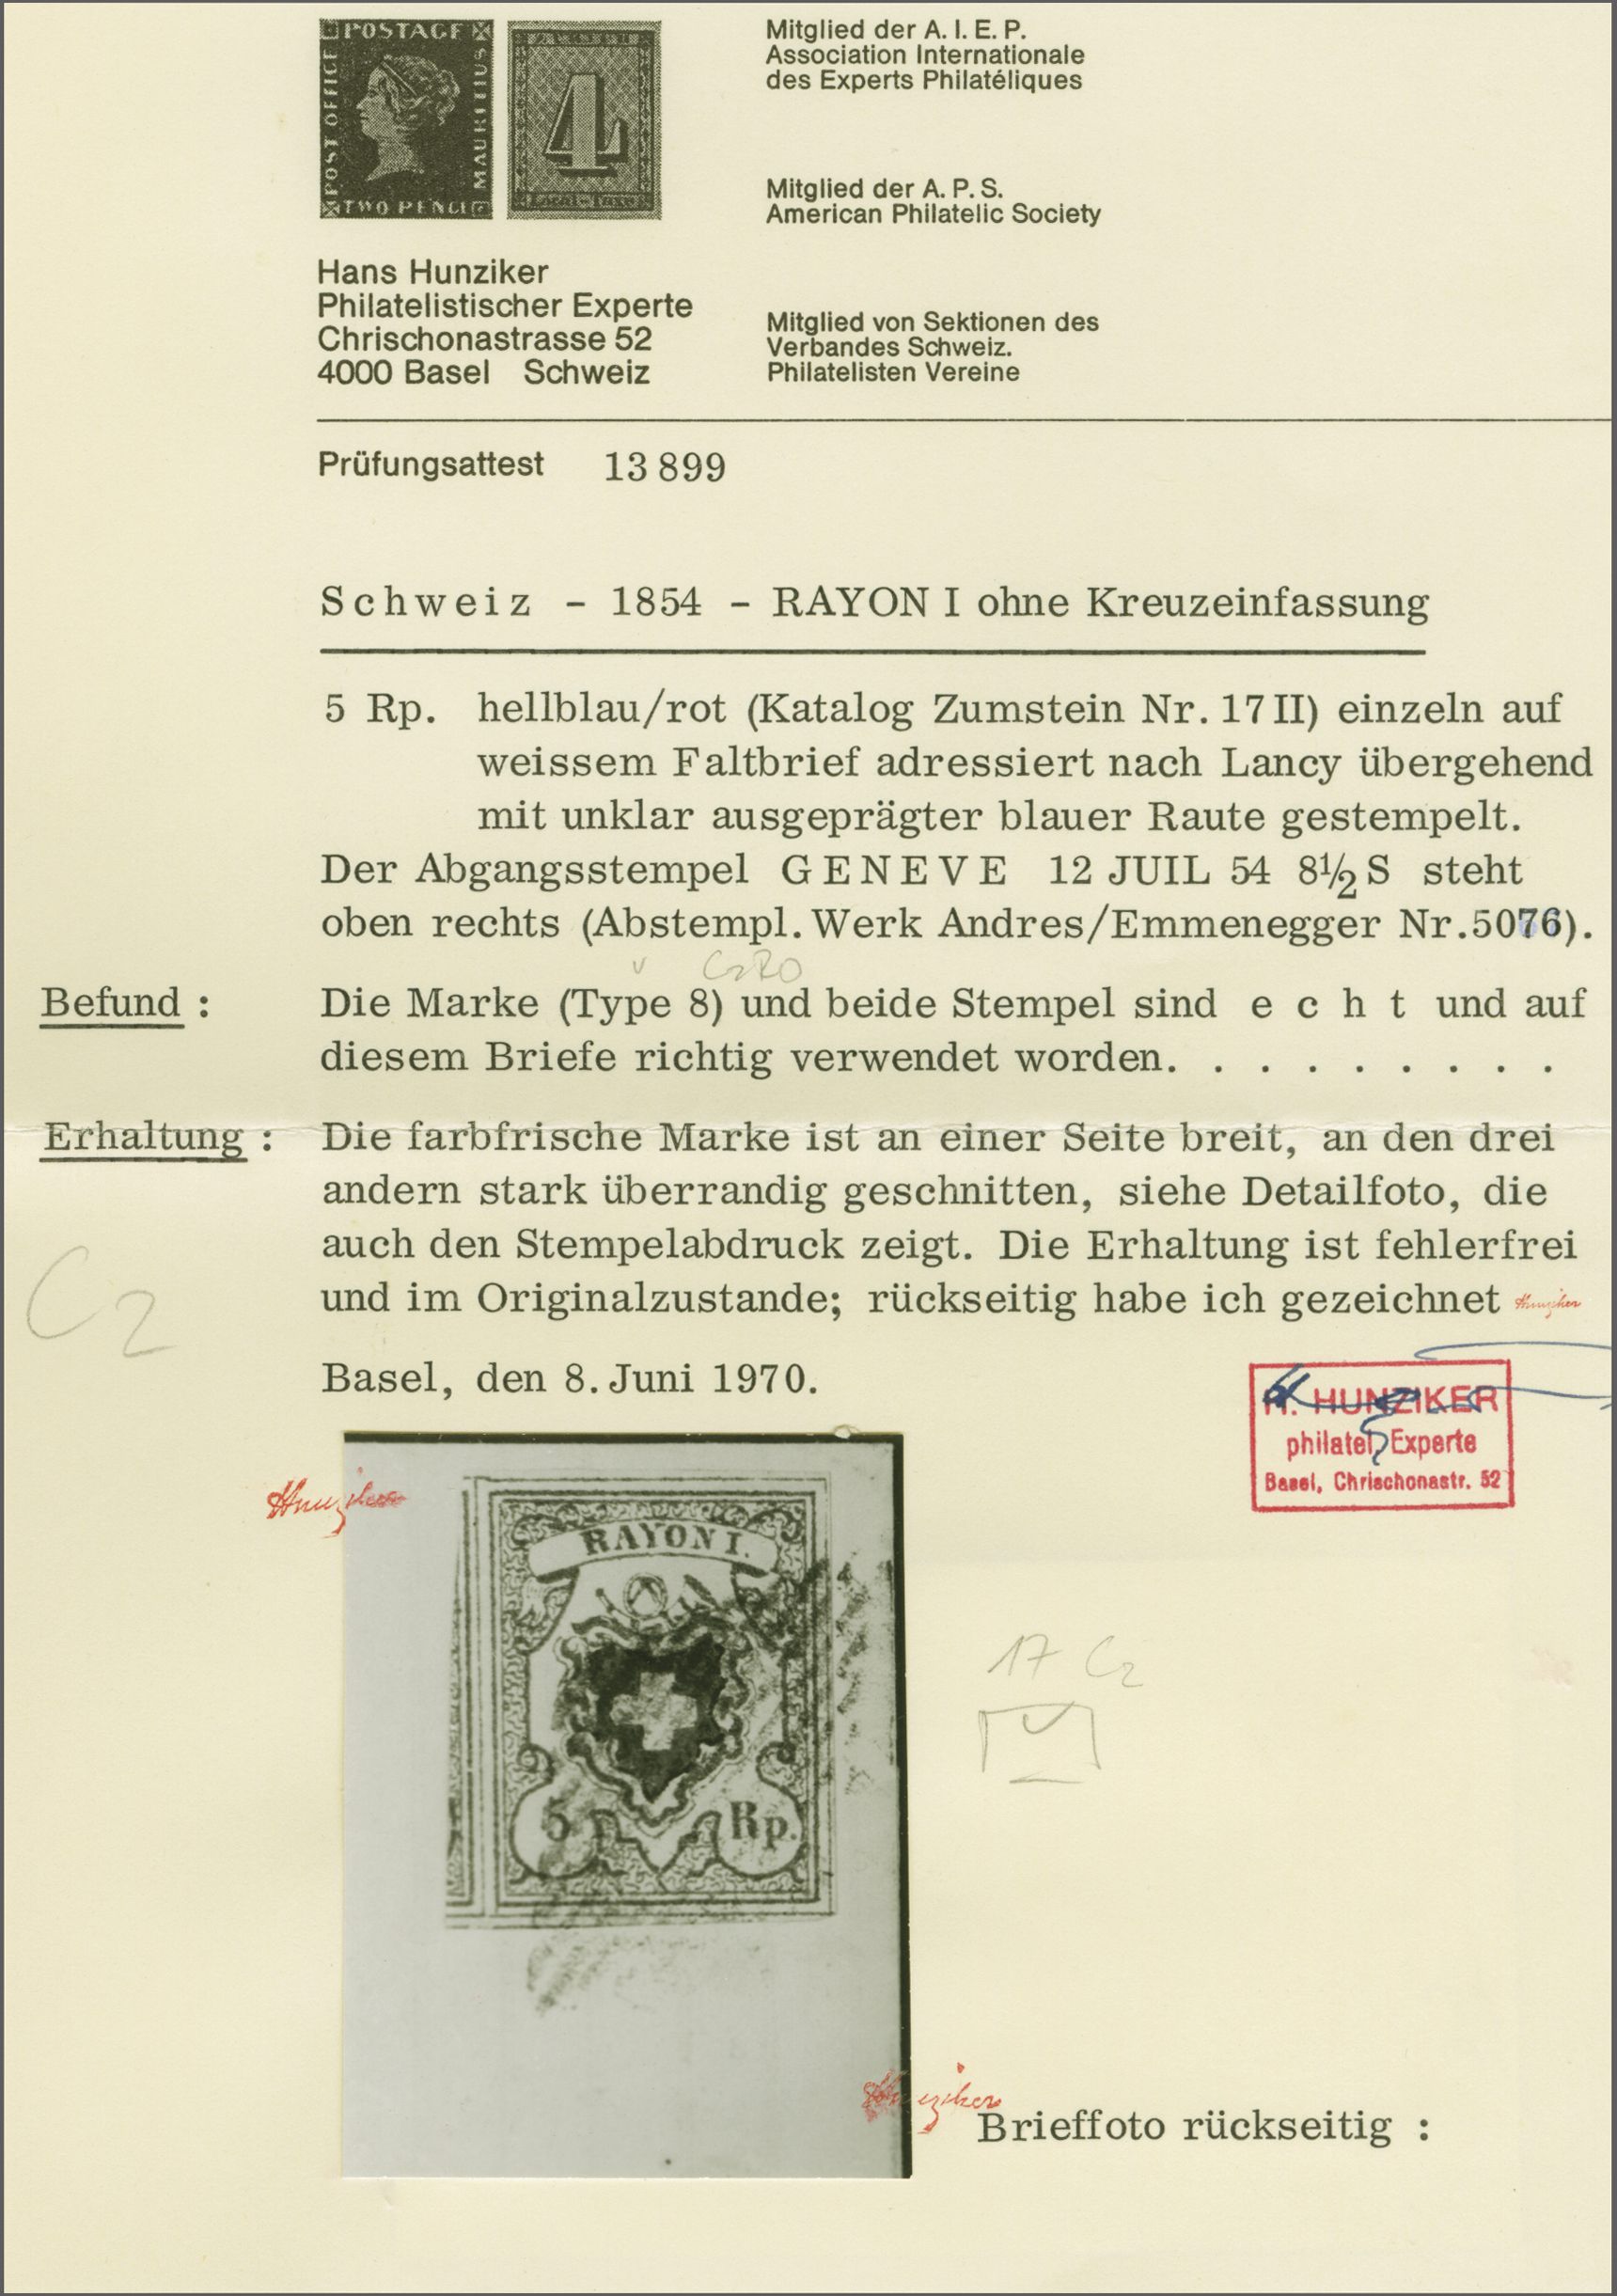 POSTAGE
POST OFFICE
MAURITIUS
TWO PENCE
4
Mitglied der A. I. E. P.
Association Internationale
des Experts Philatéliques
Mitglied der A. P. S.
American Philatelic Society
Hans Hunziker
Philatelistischer Experte
Chrischonastrasse 52
4000 Basel Schweiz
Mitglied von Sektionen des
Verbandes Schweiz.
Philatelisten Vereine
Prüfungsattest 13 899
Schweiz - 1854 - RAYON I ohne Kreuzeinfassung
5 Rp. hellblau/rot (Katalog Zumstein Nr. 17 II) einzeln auf
weissem Faltbrief adressiert nach Lancy übergehend
mit unklar ausgeprägter blauer Raute gestempelt.
Der Abgangsstempel GENEVE 12 JUIL 54 8½ S steht
oben rechts (Abstempl. Werk Andres/Emmenegger Nr. 5076).
C2 RO
Befund : Die Marke (Type 8) und beide Stempel sind e c h t und auf
diesem Briefe richtig verwendet worden. . . . . . . . .
Erhaltung : Die farbfrische Marke ist an einer Seite breit, an den drei
andern stark überrandig geschnitten, siehe Detailfoto, die
auch den Stempelabdruck zeigt. Die Erhaltung ist fehlerfrei
und im Originalzustande; rückseitig habe ich gezeichnet Hunziker
C2
Basel, den 8. Juni 1970.
H. HUNZIKER
philatel. Experte
Basel, Chrischonastr. 52
Hunziker
RAYON I.
5 Rp.
17 C2
Hunziker
Brieffoto rückseitig :